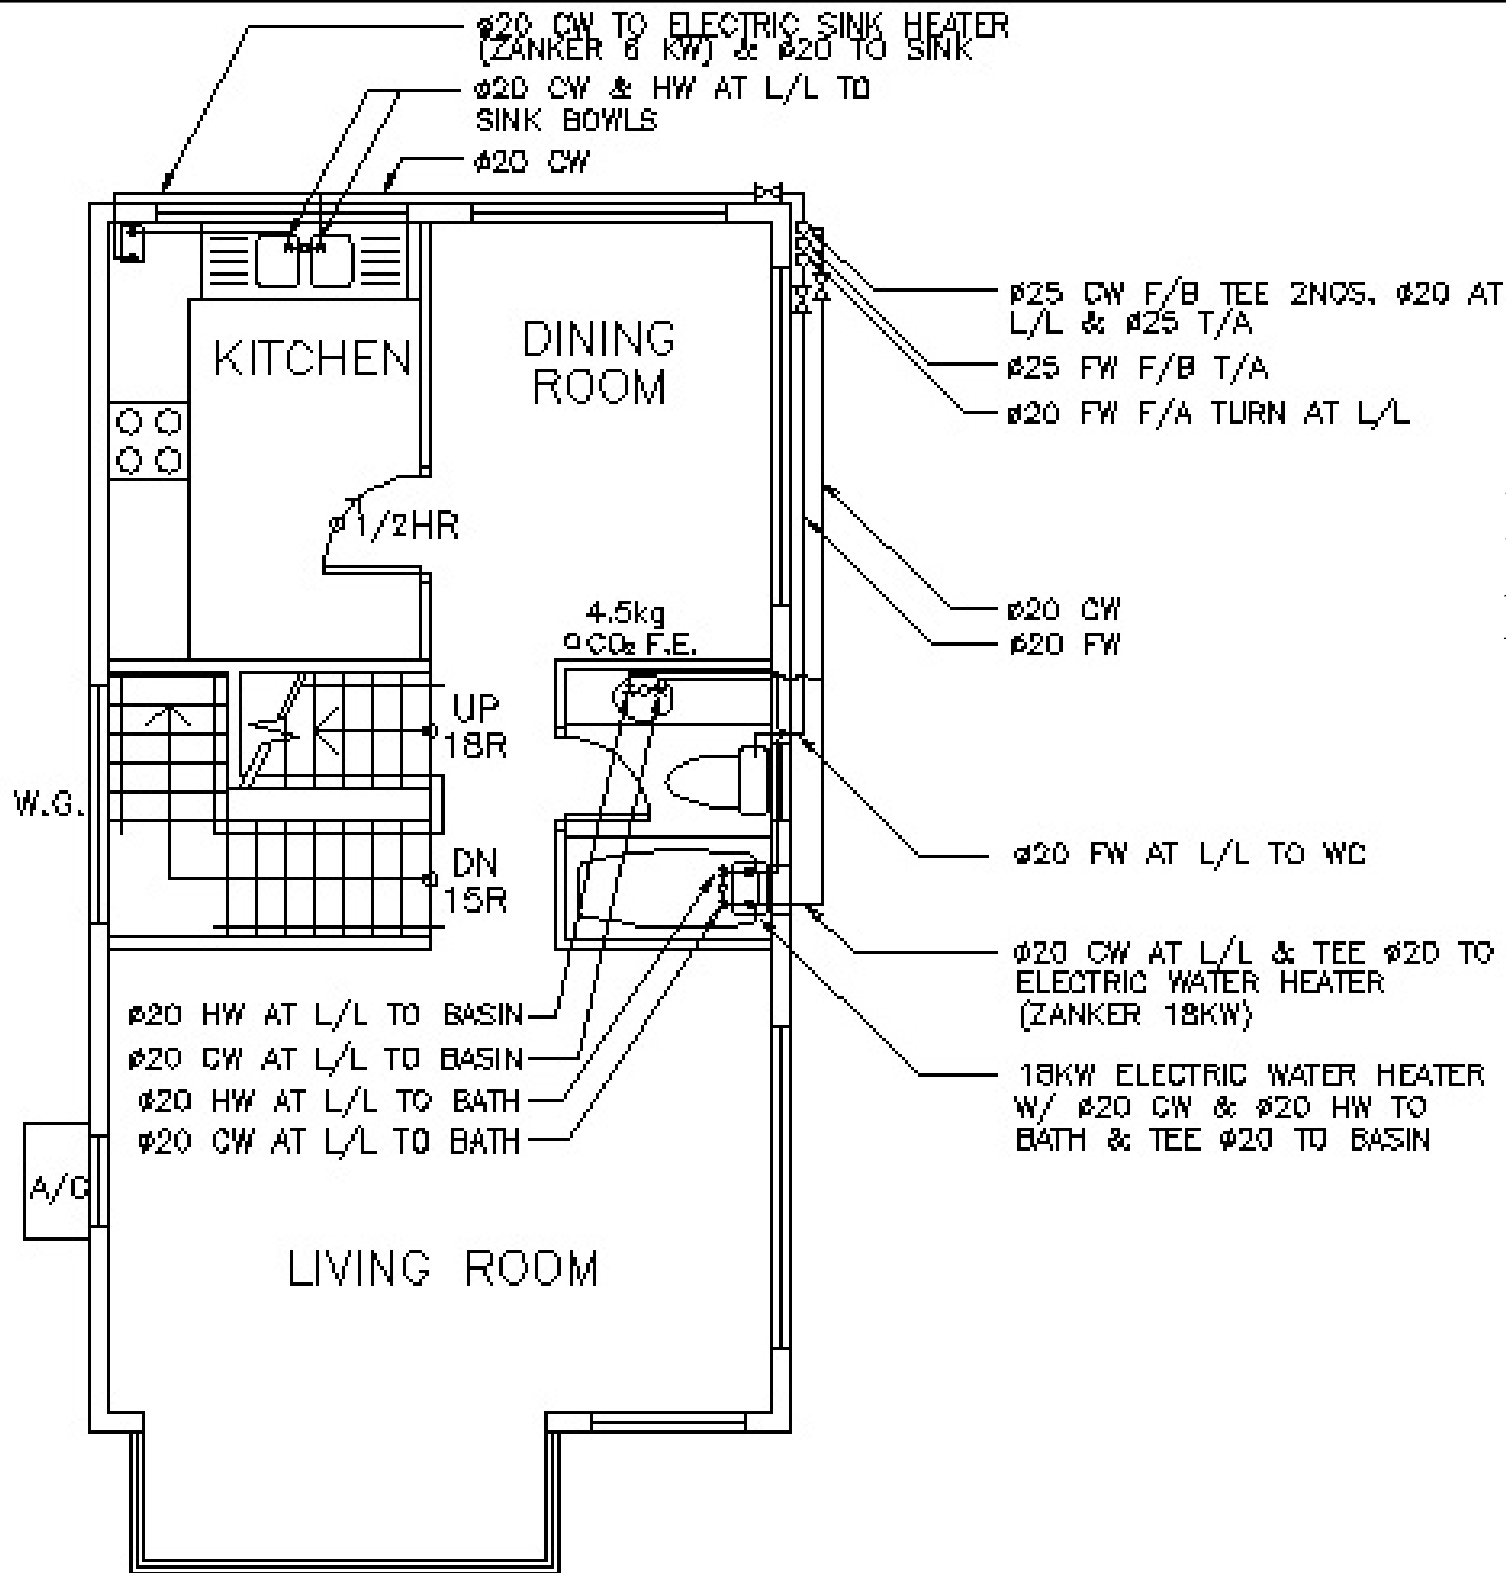 ø20 CW TO ELECTRIC SINK HEATER
(ZANKER 6 KW) & ø20 TO SINK
ø20 CW & HW AT L/L TO
SINK BOWLS
ø20 CW
ø25 CW F/B TEE 2NOS. ø20 AT
L/L & ø25 T/A
ø25 FW F/B T/A
ø20 FW F/A TURN AT L/L
KITCHEN
DINING
ROOM
1/2HR
4.5kg
CO₂ F.E.
ø20 CW
ø20 FW
UP
18R
W.G.
DN
15R
ø20 FW AT L/L TO WC
ø20 CW AT L/L & TEE ø20 TO
ELECTRIC WATER HEATER
(ZANKER 18KW)
ø20 HW AT L/L TO BASIN
ø20 CW AT L/L TO BASIN
ø20 HW AT L/L TO BATH
ø20 CW AT L/L TO BATH
18KW ELECTRIC WATER HEATER
W/ ø20 CW & ø20 HW TO
BATH & TEE ø20 TO BASIN
A/C
LIVING ROOM